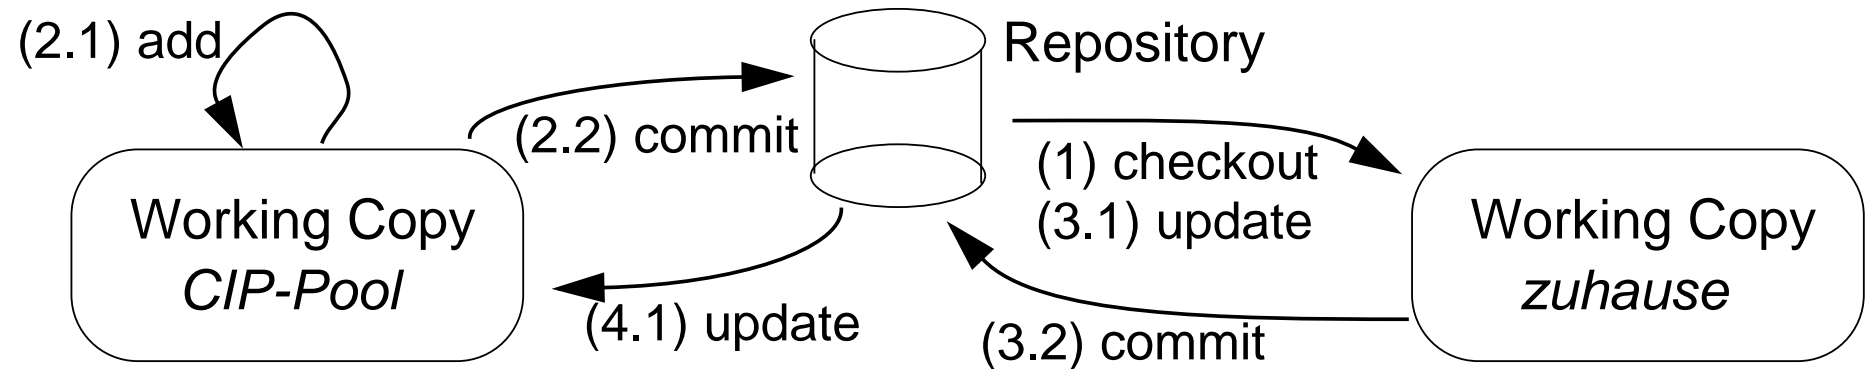 (2.1) add
Repository
(2.2) commit
(1) checkout
(3.1) update
Working Copy
CIP-Pool
Working Copy
zuhause
(4.1) update
(3.2) commit